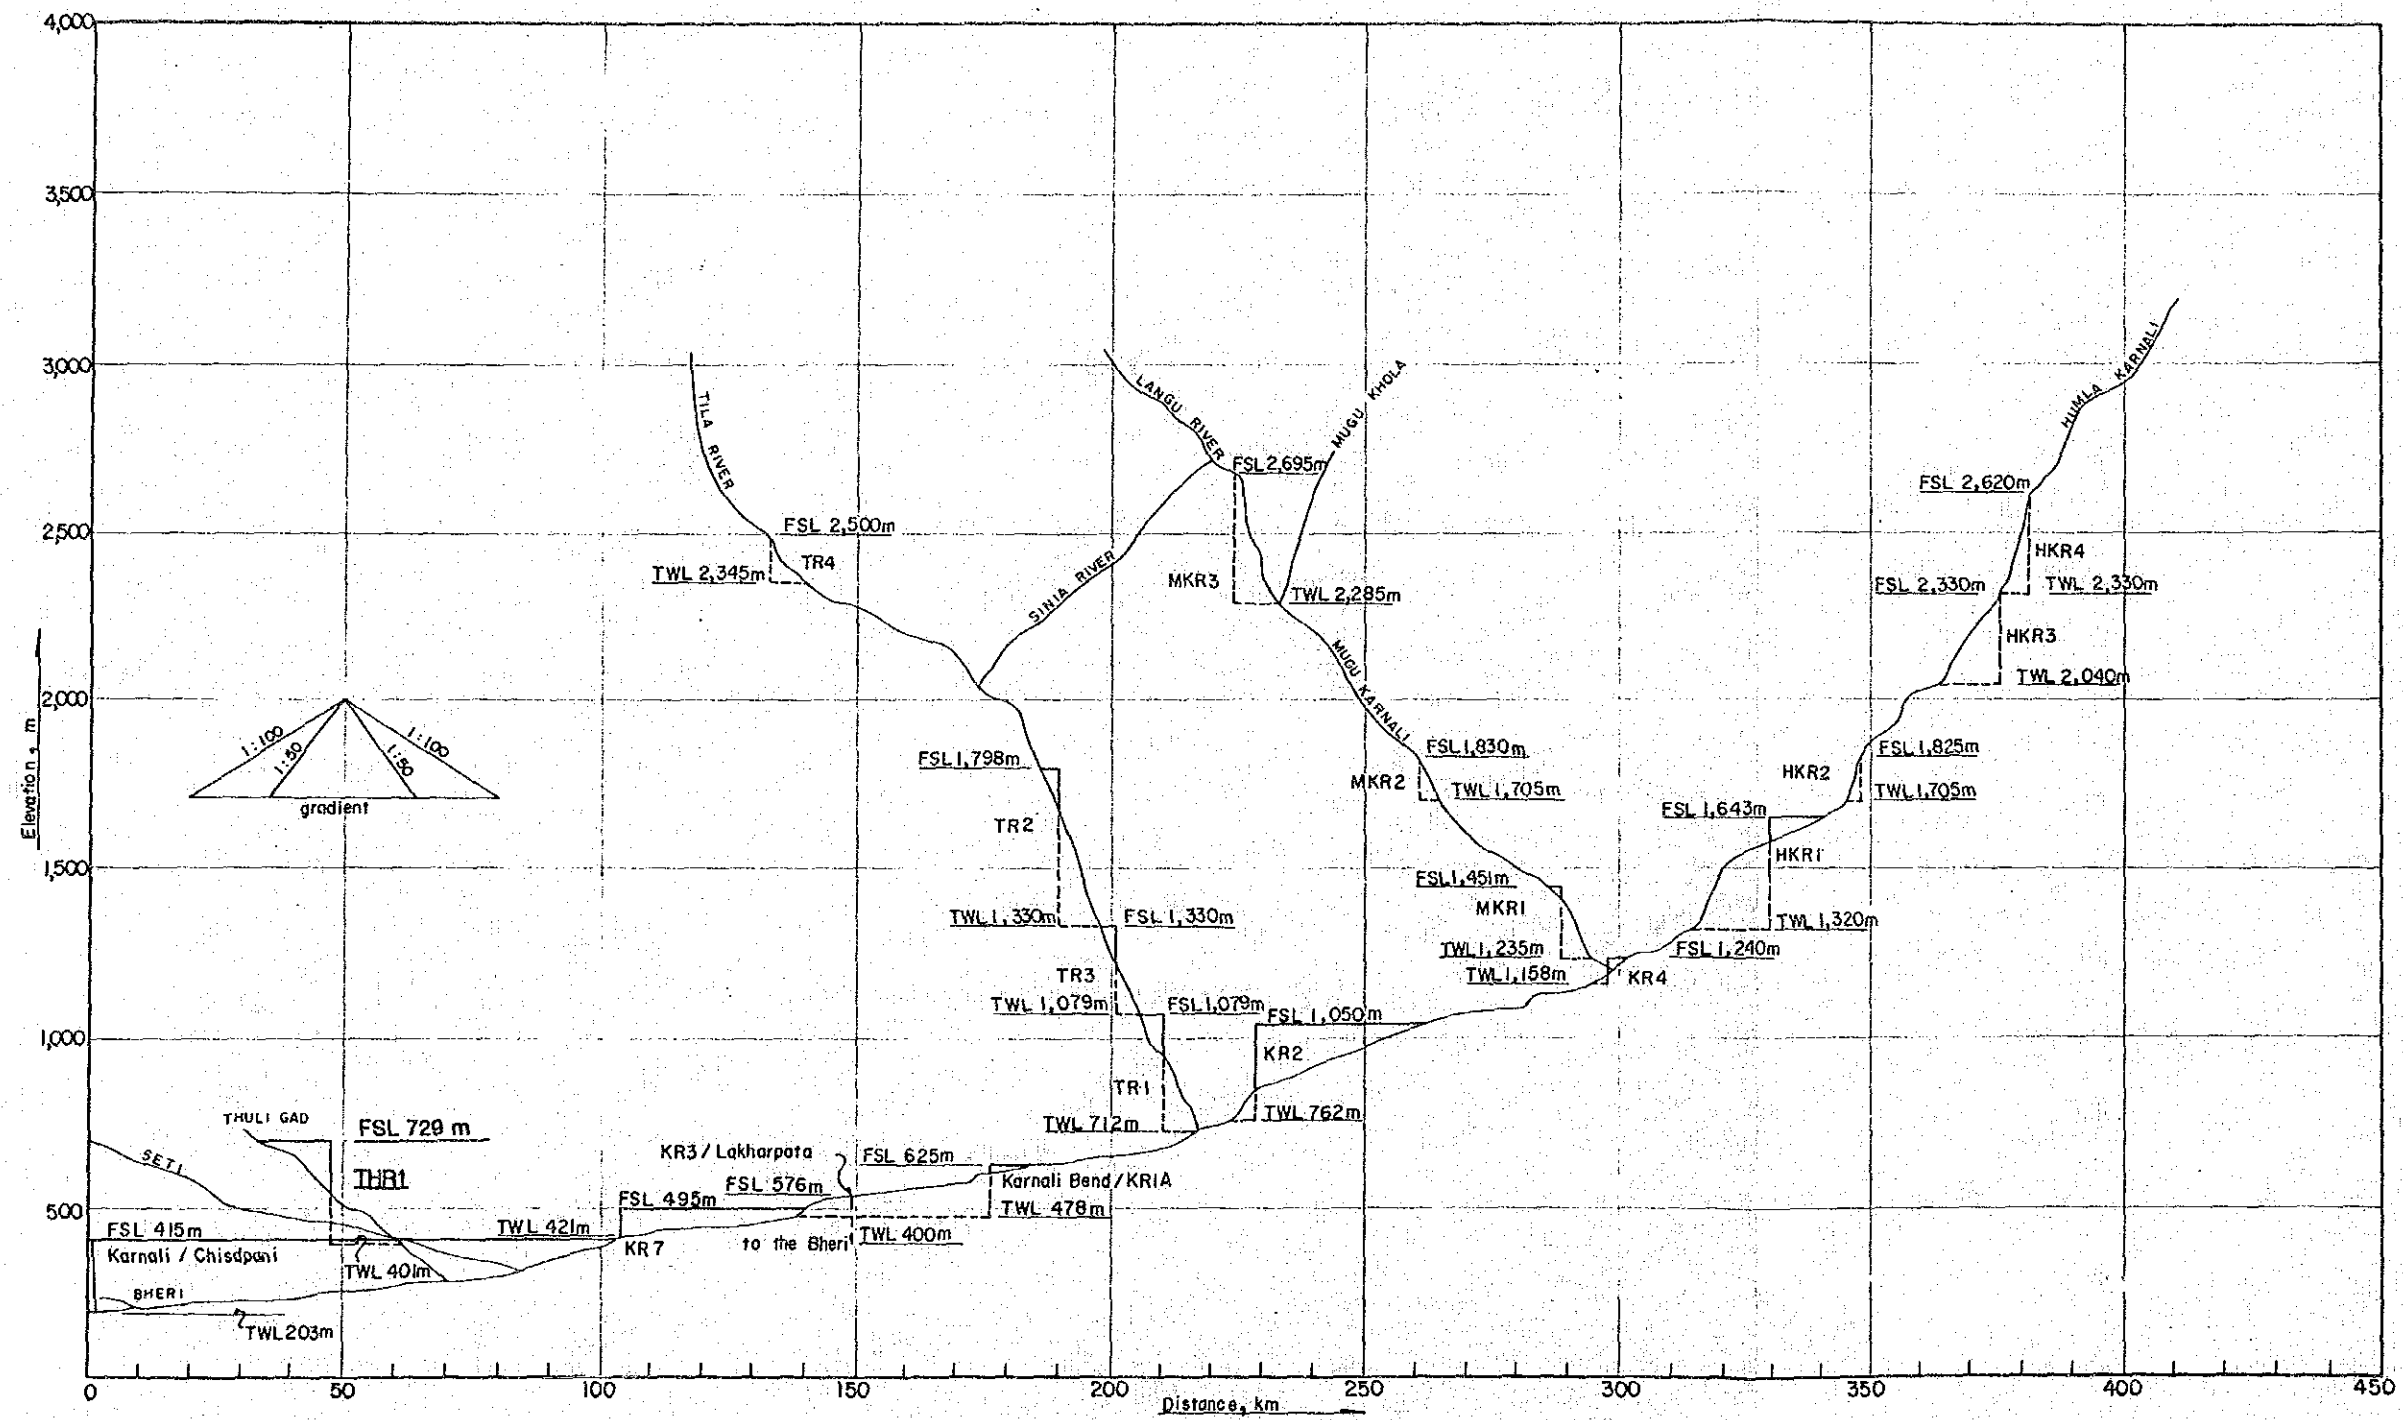 4,000
3,500
3,000
2,500
2,000
1,500
1,000
500
Elevation, m
0
50
100
150
200
250
300
350
400
450
Distance, km
1:100
1:50
1:50
1:100
gradient
TILA RIVER
FSL 2,500m
TWL 2,345m
TR4
LANGU RIVER
SINIA RIVER
MUGU KHOLA
FSL 2,695m
MKR3
TWL 2,285m
MUGU KARNALI
HUMLA KARNALI
FSL 2,620m
HKR4
FSL 2,330m
TWL 2,330m
HKR3
TWL 2,040m
FSL 1,798m
TR2
TWL 1,330m
FSL 1,330m
TR3
TWL 1,079m
FSL 1,079m
TR1
TWL 712m
FSL 1,830m
MKR2
TWL 1,705m
FSL 1,825m
HKR2
TWL 1,705m
FSL 1,643m
HKR1
TWL 1,320m
FSL 1,451m
MKR1
TWL 1,235m
FSL 1,240m
TWL 1,158m
KR4
FSL 1,050m
KR2
TWL 762m
THULI GAD
FSL 729 m
THR1
SETI
KR3/Lakharpata
FSL 625m
FSL 576m
Karnali Bend/KR1A
TWL 478m
FSL 495m
TWL 421m
KR7
to the Bheri
TWL 400m
FSL 415m
Karnali / Chisapani
TWL 401m
BHERI
TWL 203m